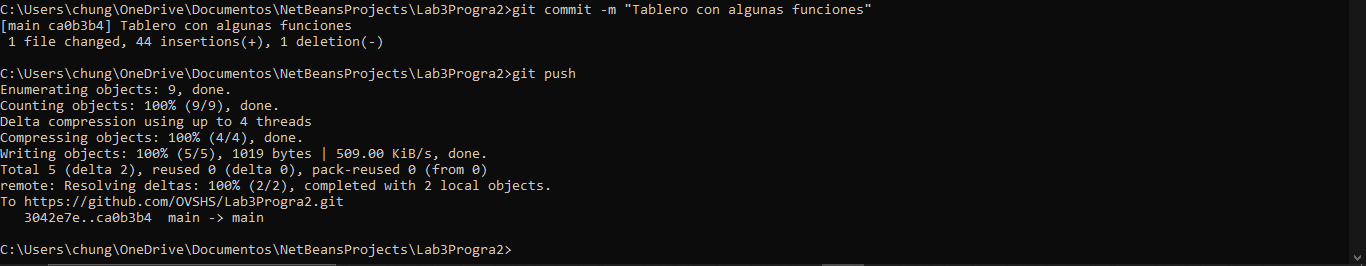 C:\Users\chung\OneDrive\Documentos\NetBeansProjects\Lab3Progra2>git commit -m "Tablero con algunas funciones"
[main ca0b3b4] Tablero con algunas funciones
 1 file changed, 44 insertions(+), 1 deletion(-)

C:\Users\chung\OneDrive\Documentos\NetBeansProjects\Lab3Progra2>git push
Enumerating objects: 9, done.
Counting objects: 100% (9/9), done.
Delta compression using up to 4 threads
Compressing objects: 100% (4/4), done.
Writing objects: 100% (5/5), 1019 bytes | 509.00 KiB/s, done.
Total 5 (delta 2), reused 0 (delta 0), pack-reused 0 (from 0)
remote: Resolving deltas: 100% (2/2), completed with 2 local objects.
To https://github.com/OVSHS/Lab3Progra2.git
   3042e7e..ca0b3b4  main -> main

C:\Users\chung\OneDrive\Documentos\NetBeansProjects\Lab3Progra2>